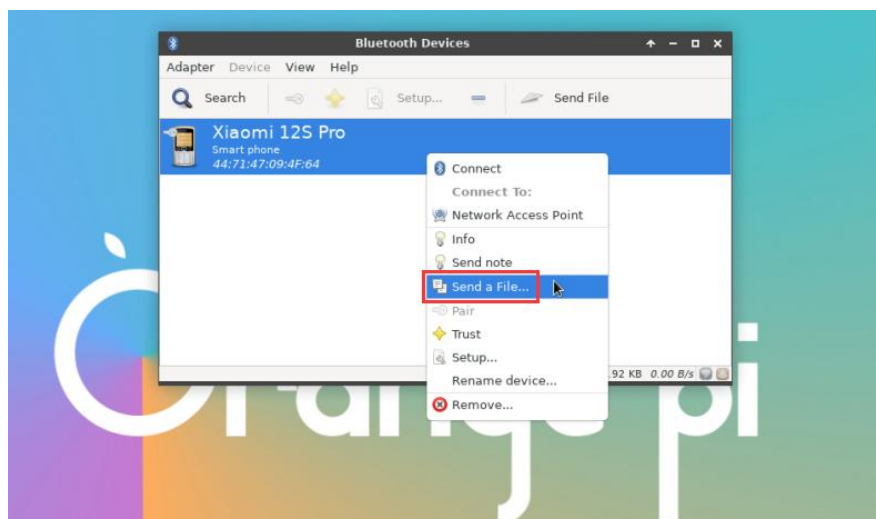 Bluetooth Devices
Adapter Device View Help
Search Setup... Send File
Xiaomi 12S Pro
Smart phone
44:71:47:09:4F:64
Connect
Connect To:
Network Access Point
Info
Send note
Send a File...
Pair
Trust
Setup...
92 KB 0.00 B/s
Rename device...
Remove...
Orange pi